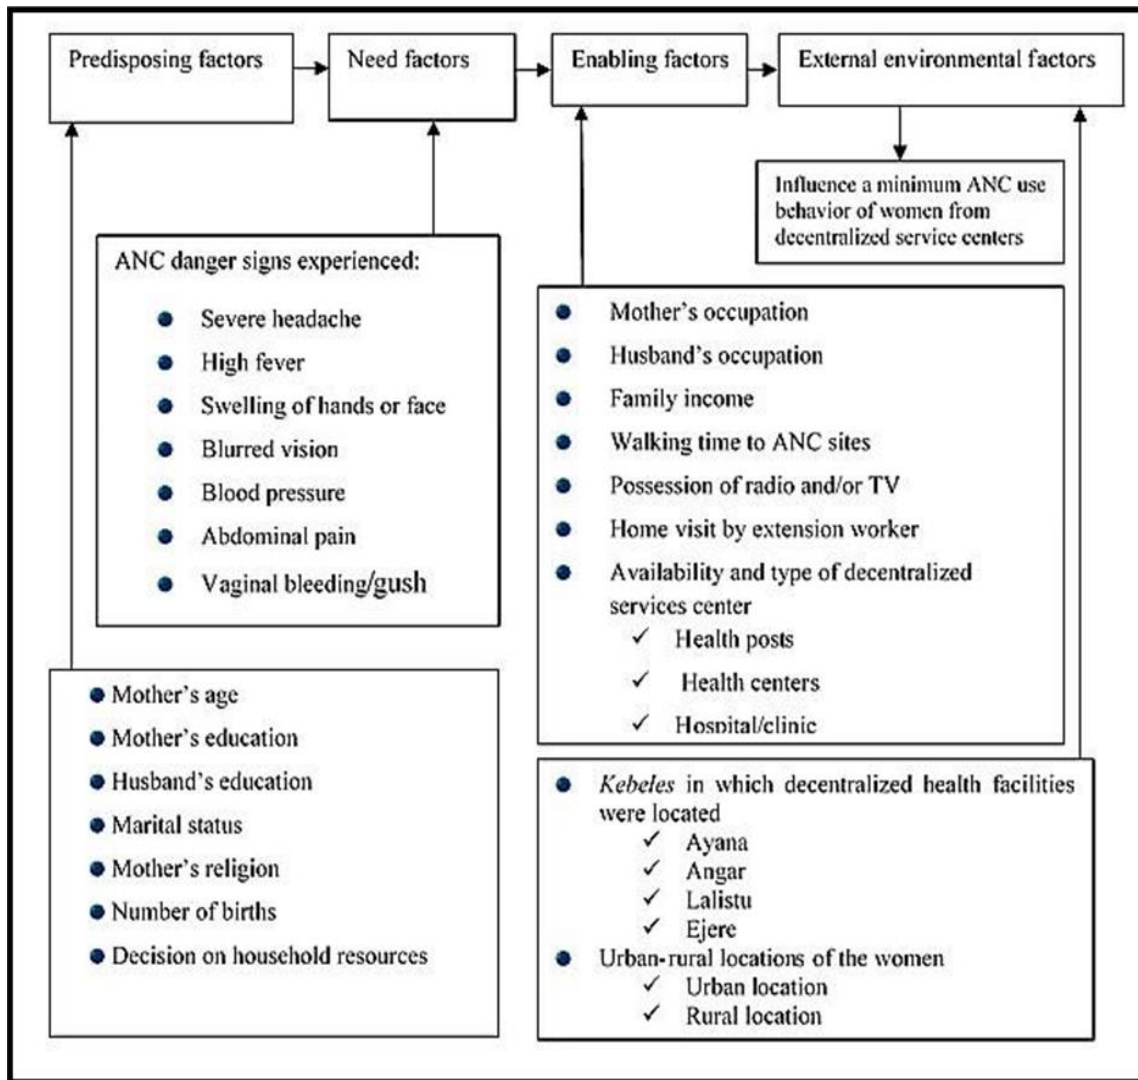 Predisposing factors
Need factors
Enabling factors
External environmental factors
Influence a minimum ANC use
behavior of women from
decentralized service centers
ANC danger signs experienced:
Severe headache
High fever
Swelling of hands or face
Blurred vision
Blood pressure
Abdominal pain
Vaginal bleeding/gush
Mother's occupation
Husband's occupation
Family income
Walking time to ANC sites
Possession of radio and/or TV
Home visit by extension worker
Availability and type of decentralized
services center
✓ Health posts
✓ Health centers
✓ Hospital/clinic
Mother's age
Mother's education
Husband's education
Marital status
Mother's religion
Number of births
Decision on household resources
Kebeles in which decentralized health facilities
were located
✓ Ayana
✓ Angar
✓ Lalistu
✓ Ejere
Urban-rural locations of the women
✓ Urban location
✓ Rural location